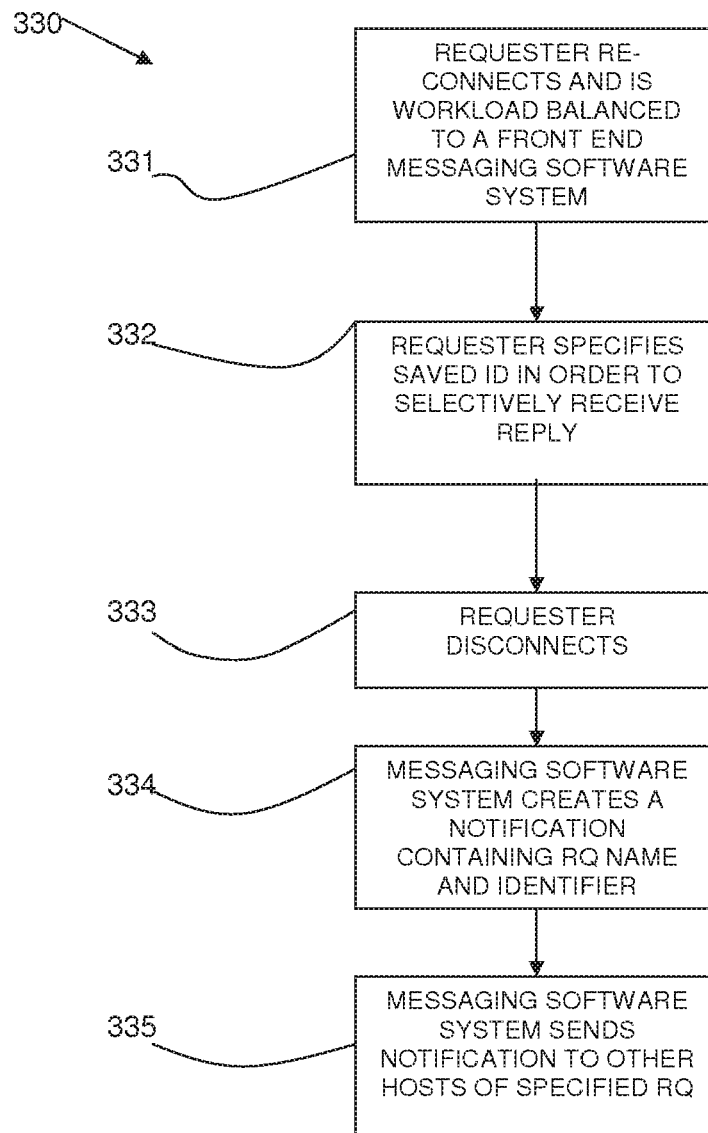 330
REQUESTER RE-
CONNECTS AND IS
WORKLOAD BALANCED
TO A FRONT END
MESSAGING SOFTWARE
SYSTEM
331
332
REQUESTER SPECIFIES
SAVED ID IN ORDER TO
SELECTIVELY RECEIVE
REPLY
333
REQUESTER
DISCONNECTS
334
MESSAGING SOFTWARE
SYSTEM CREATES A
NOTIFICATION
CONTAINING RQ NAME
AND IDENTIFIER
335
MESSAGING SOFTWARE
SYSTEM SENDS
NOTIFICATION TO OTHER
HOSTS OF SPECIFIED RQ